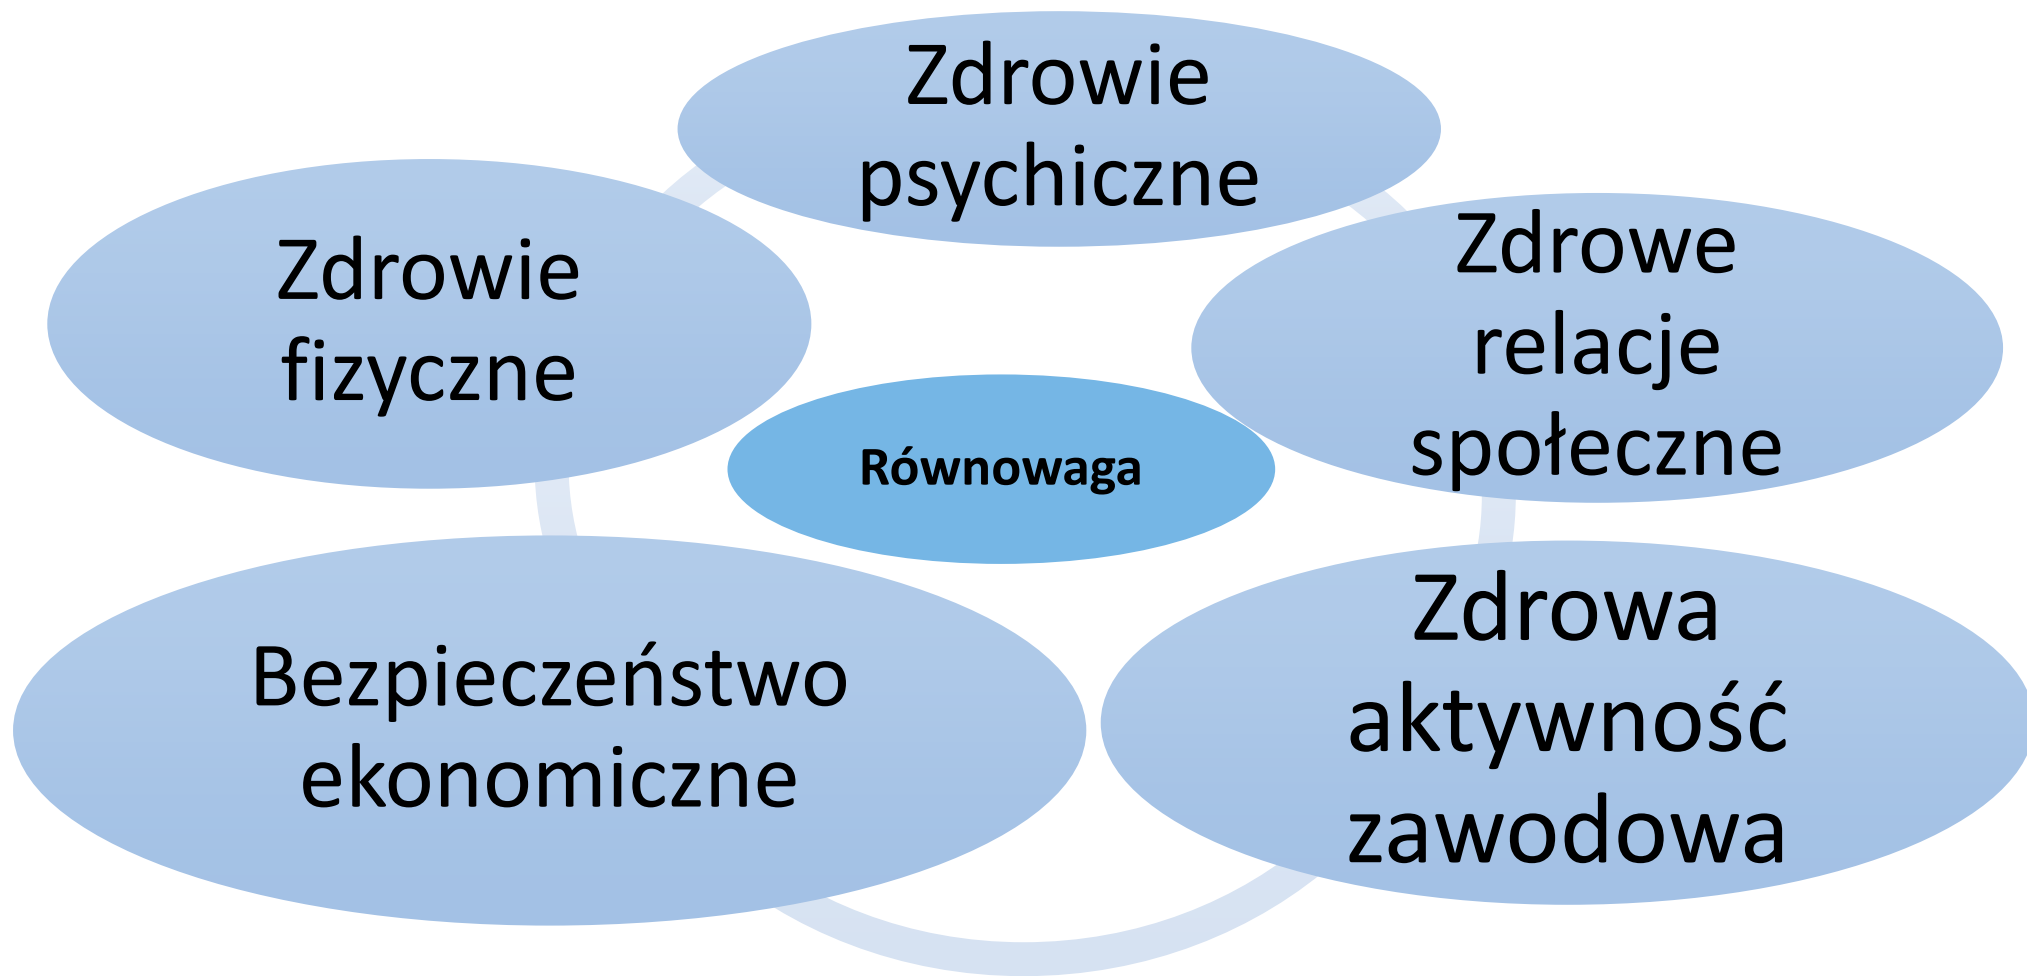 Zdrowie
psychiczne
Zdrowe
relacje
społeczne
Zdrowa
aktywność
zawodowa
Bezpieczeństwo
ekonomiczne
Zdrowie
fizyczne
Równowaga